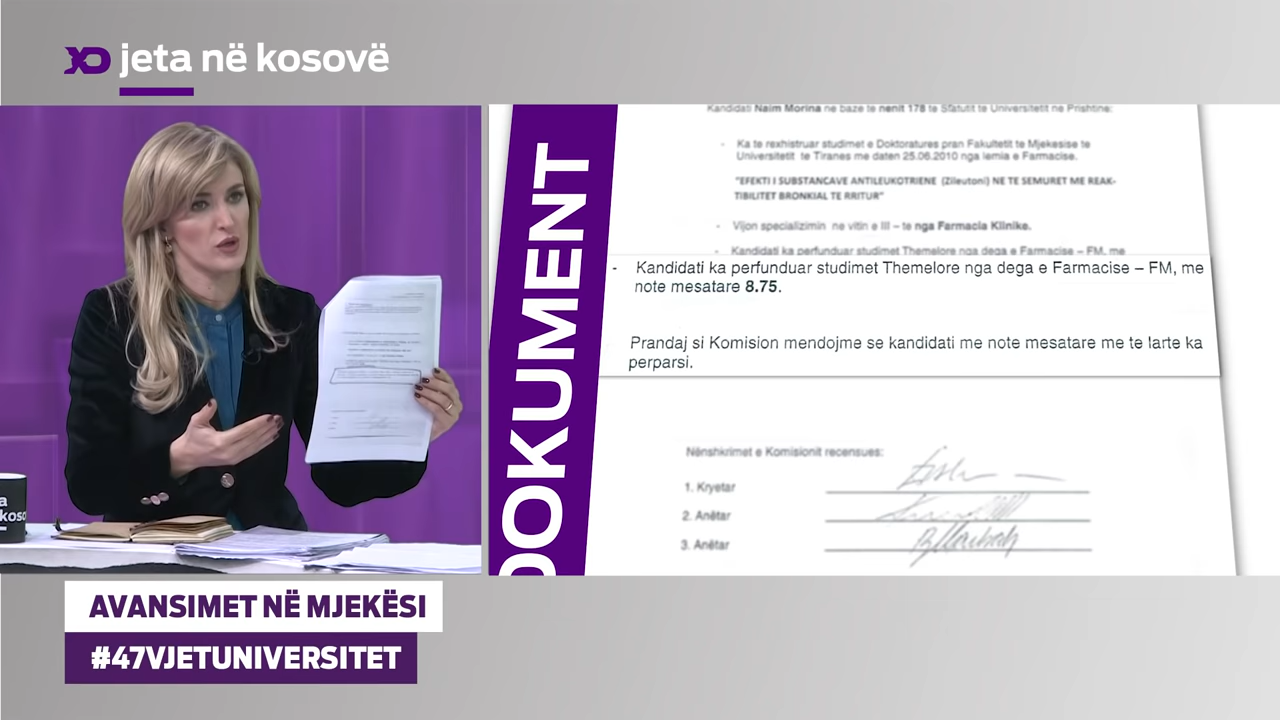 jeta në kosovë
Kandidati Naim Morina ne baze te nenit 178 te Statutit te Universitetit ne Prishtine:
- Ka te rexhistruar studimet e Doktoratures pran Fakultetit te Mjekesise te
Universitetit te Tiranes me daten 25.06.2010 nga lemia e Farmacise.
"EFEKTI I SUBSTANCAVE ANTILEUKOTRIENE (Zileutoni) NE TE SEMURET ME REAK-
TIBILITET BRONKIAL TE RRITUR"
- Vijon specializimin ne vitin e III – te nga Farmacia Klinike.
- Kandidati ka perfunduar studimet Themelore nga dega e Farmacise – FM, me
- Kandidati ka perfunduar studimet Themelore nga dega e Farmacise – FM, me
note mesatare 8.75.
Prandaj si Komision mendojme se kandidati me note mesatare me te larte ka
perparsi.
Nënshkrimet e Komisionit recensues:
1. Kryetar
2. Anëtar
3. Anëtar
DOKUMENT
AVANSIMET NË MJEKËSI
#47VJETUNIVERSITET